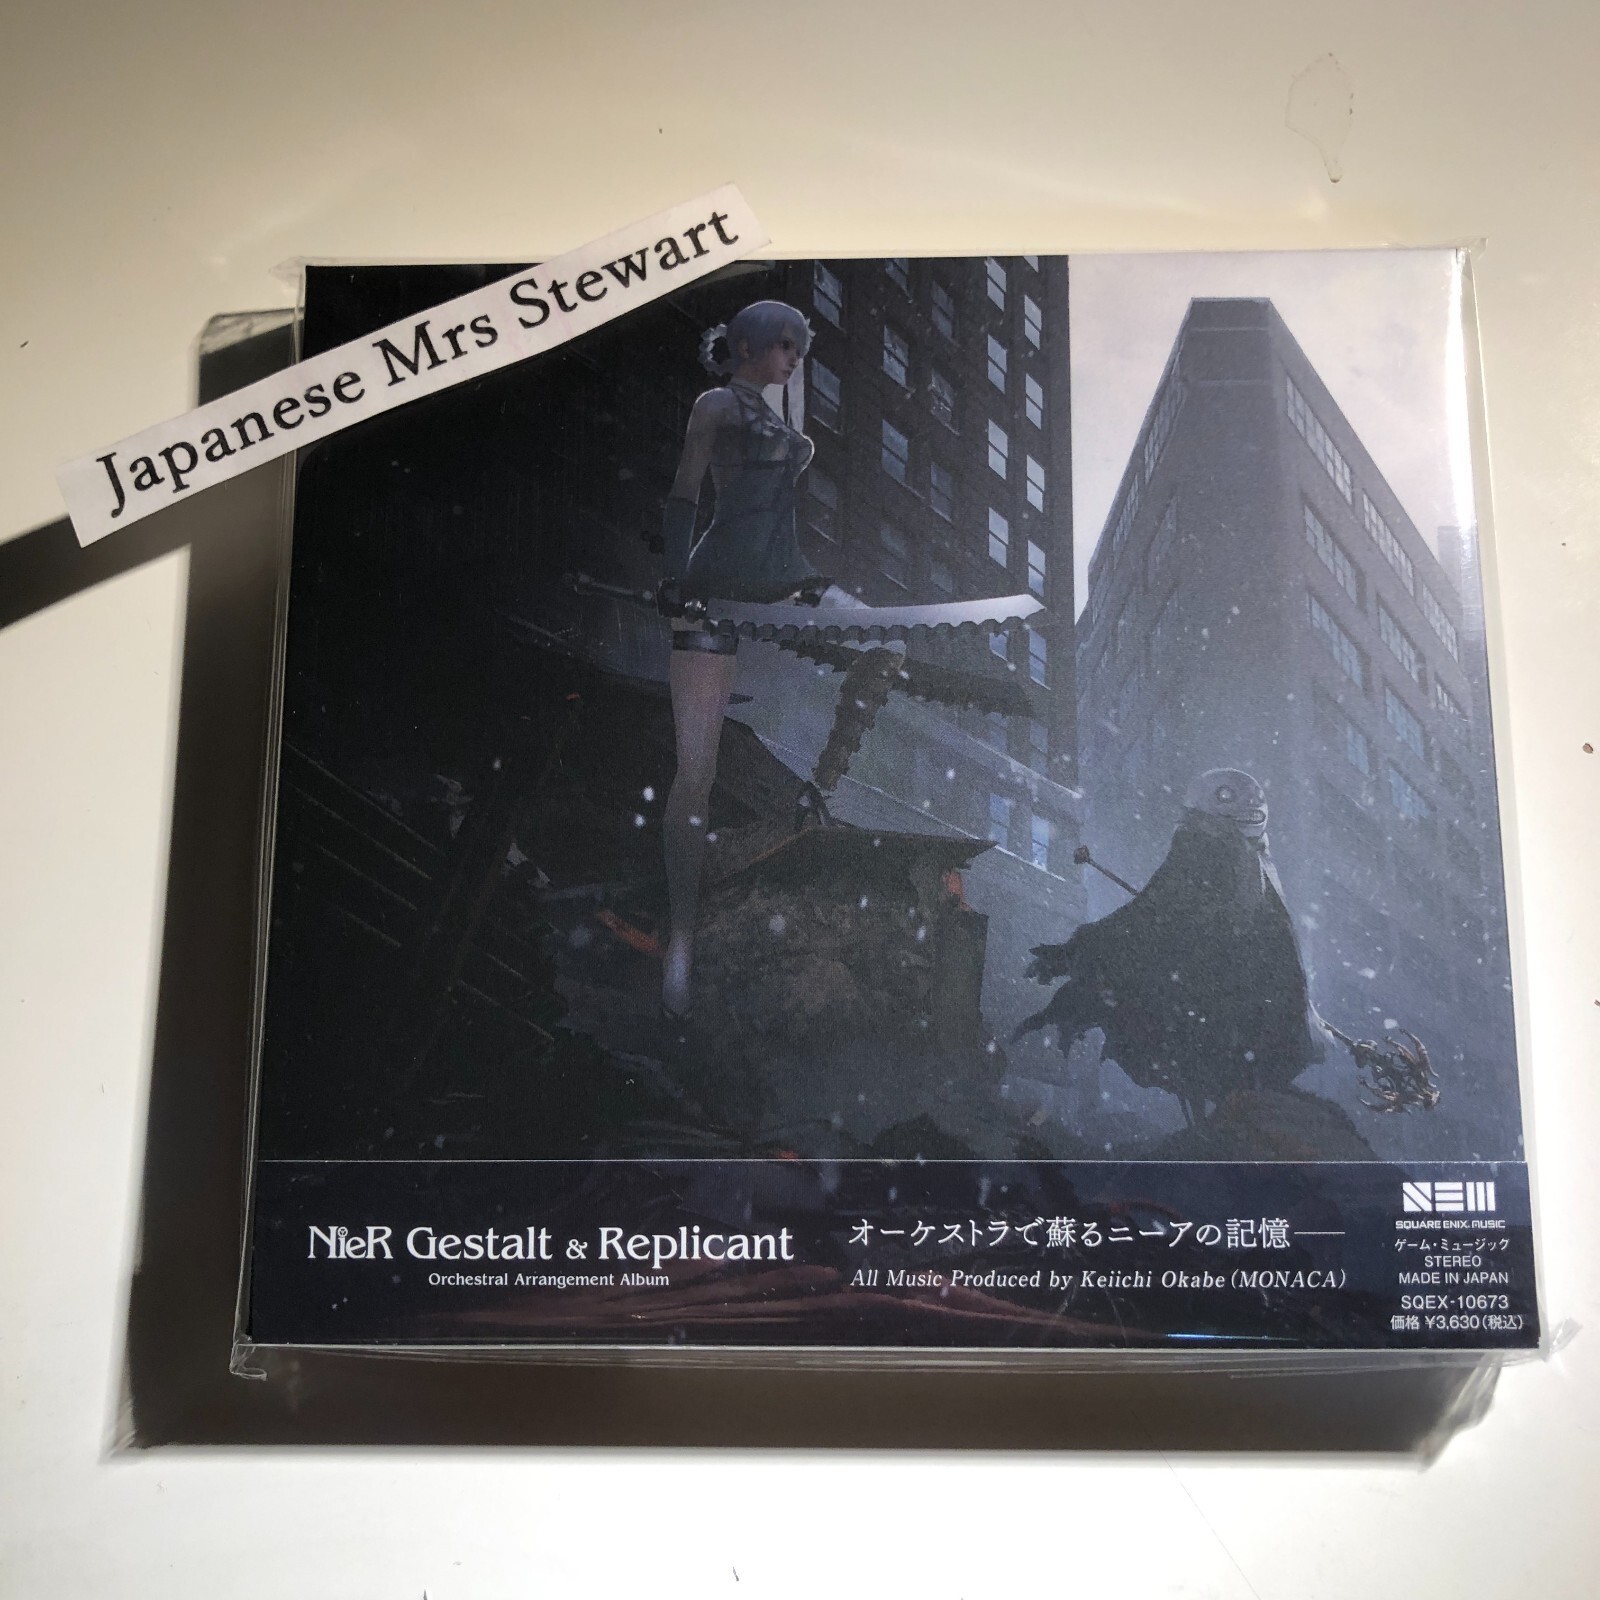 Japanese Mrs Stewart
NieR Gestalt & Replicant
Orchestral Arrangement Album
オーケストラで蘇るニーアの記憶──
All Music Produced by Keiichi Okabe (MONACA)
SQUARE ENIX. MUSIC
ゲーム・ミュージック
STEREO
MADE IN JAPAN
SQEX-10673
価格 ¥3,630(税込)